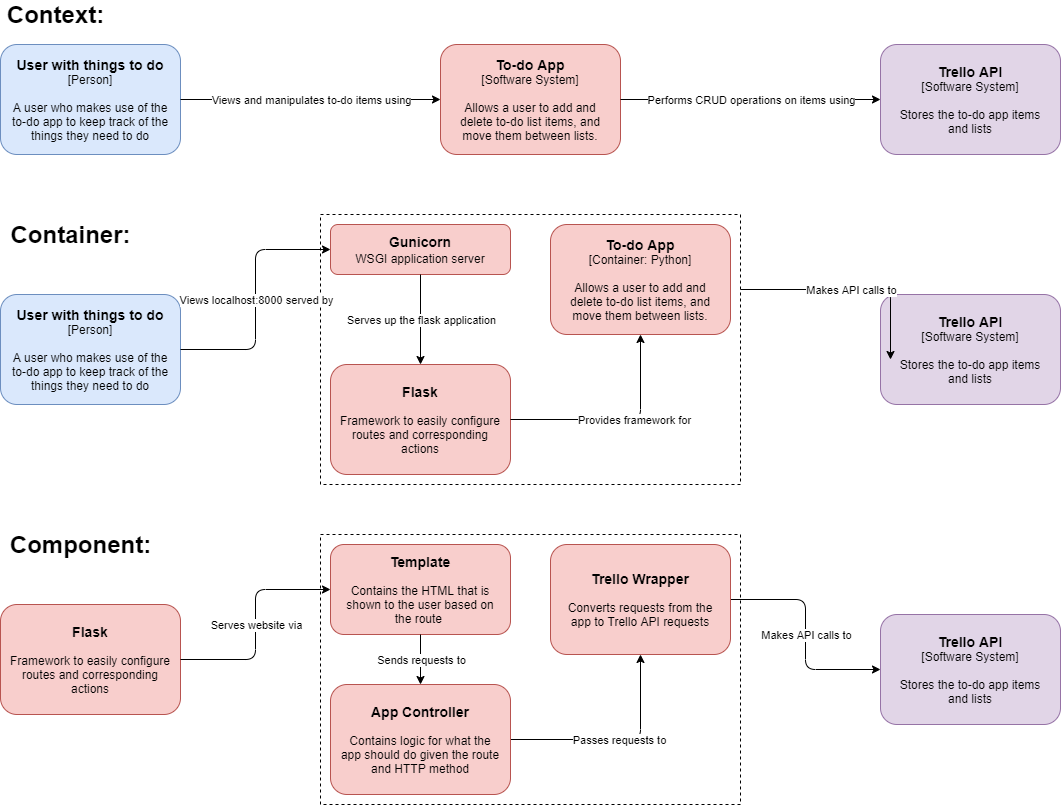 Context:
User with things to do
[Person]
A user who makes use of the
to-do app to keep track of the
things they need to do
Views and manipulates to-do items using
To-do App
[Software System]
Allows a user to add and
delete to-do list items, and
move them between lists.
Performs CRUD operations on items using
Trello API
[Software System]
Stores the to-do app items
and lists
Container:
User with things to do
[Person]
A user who makes use of the
to-do app to keep track of the
things they need to do
Views localhost:8000 served by
Gunicorn
WSGI application server
Serves up the flask application
Flask
Framework to easily configure
routes and corresponding
actions
Provides framework for
To-do App
[Container: Python]
Allows a user to add and
delete to-do list items, and
move them between lists.
Makes API calls to
Trello API
[Software System]
Stores the to-do app items
and lists
Component:
Flask
Framework to easily configure
routes and corresponding
actions
Serves website via
Template
Contains the HTML that is
shown to the user based on
the route
Sends requests to
App Controller
Contains logic for what the
app should do given the route
and HTTP method
Passes requests to
Trello Wrapper
Converts requests from the
app to Trello API requests
Makes API calls to
Trello API
[Software System]
Stores the to-do app items
and lists